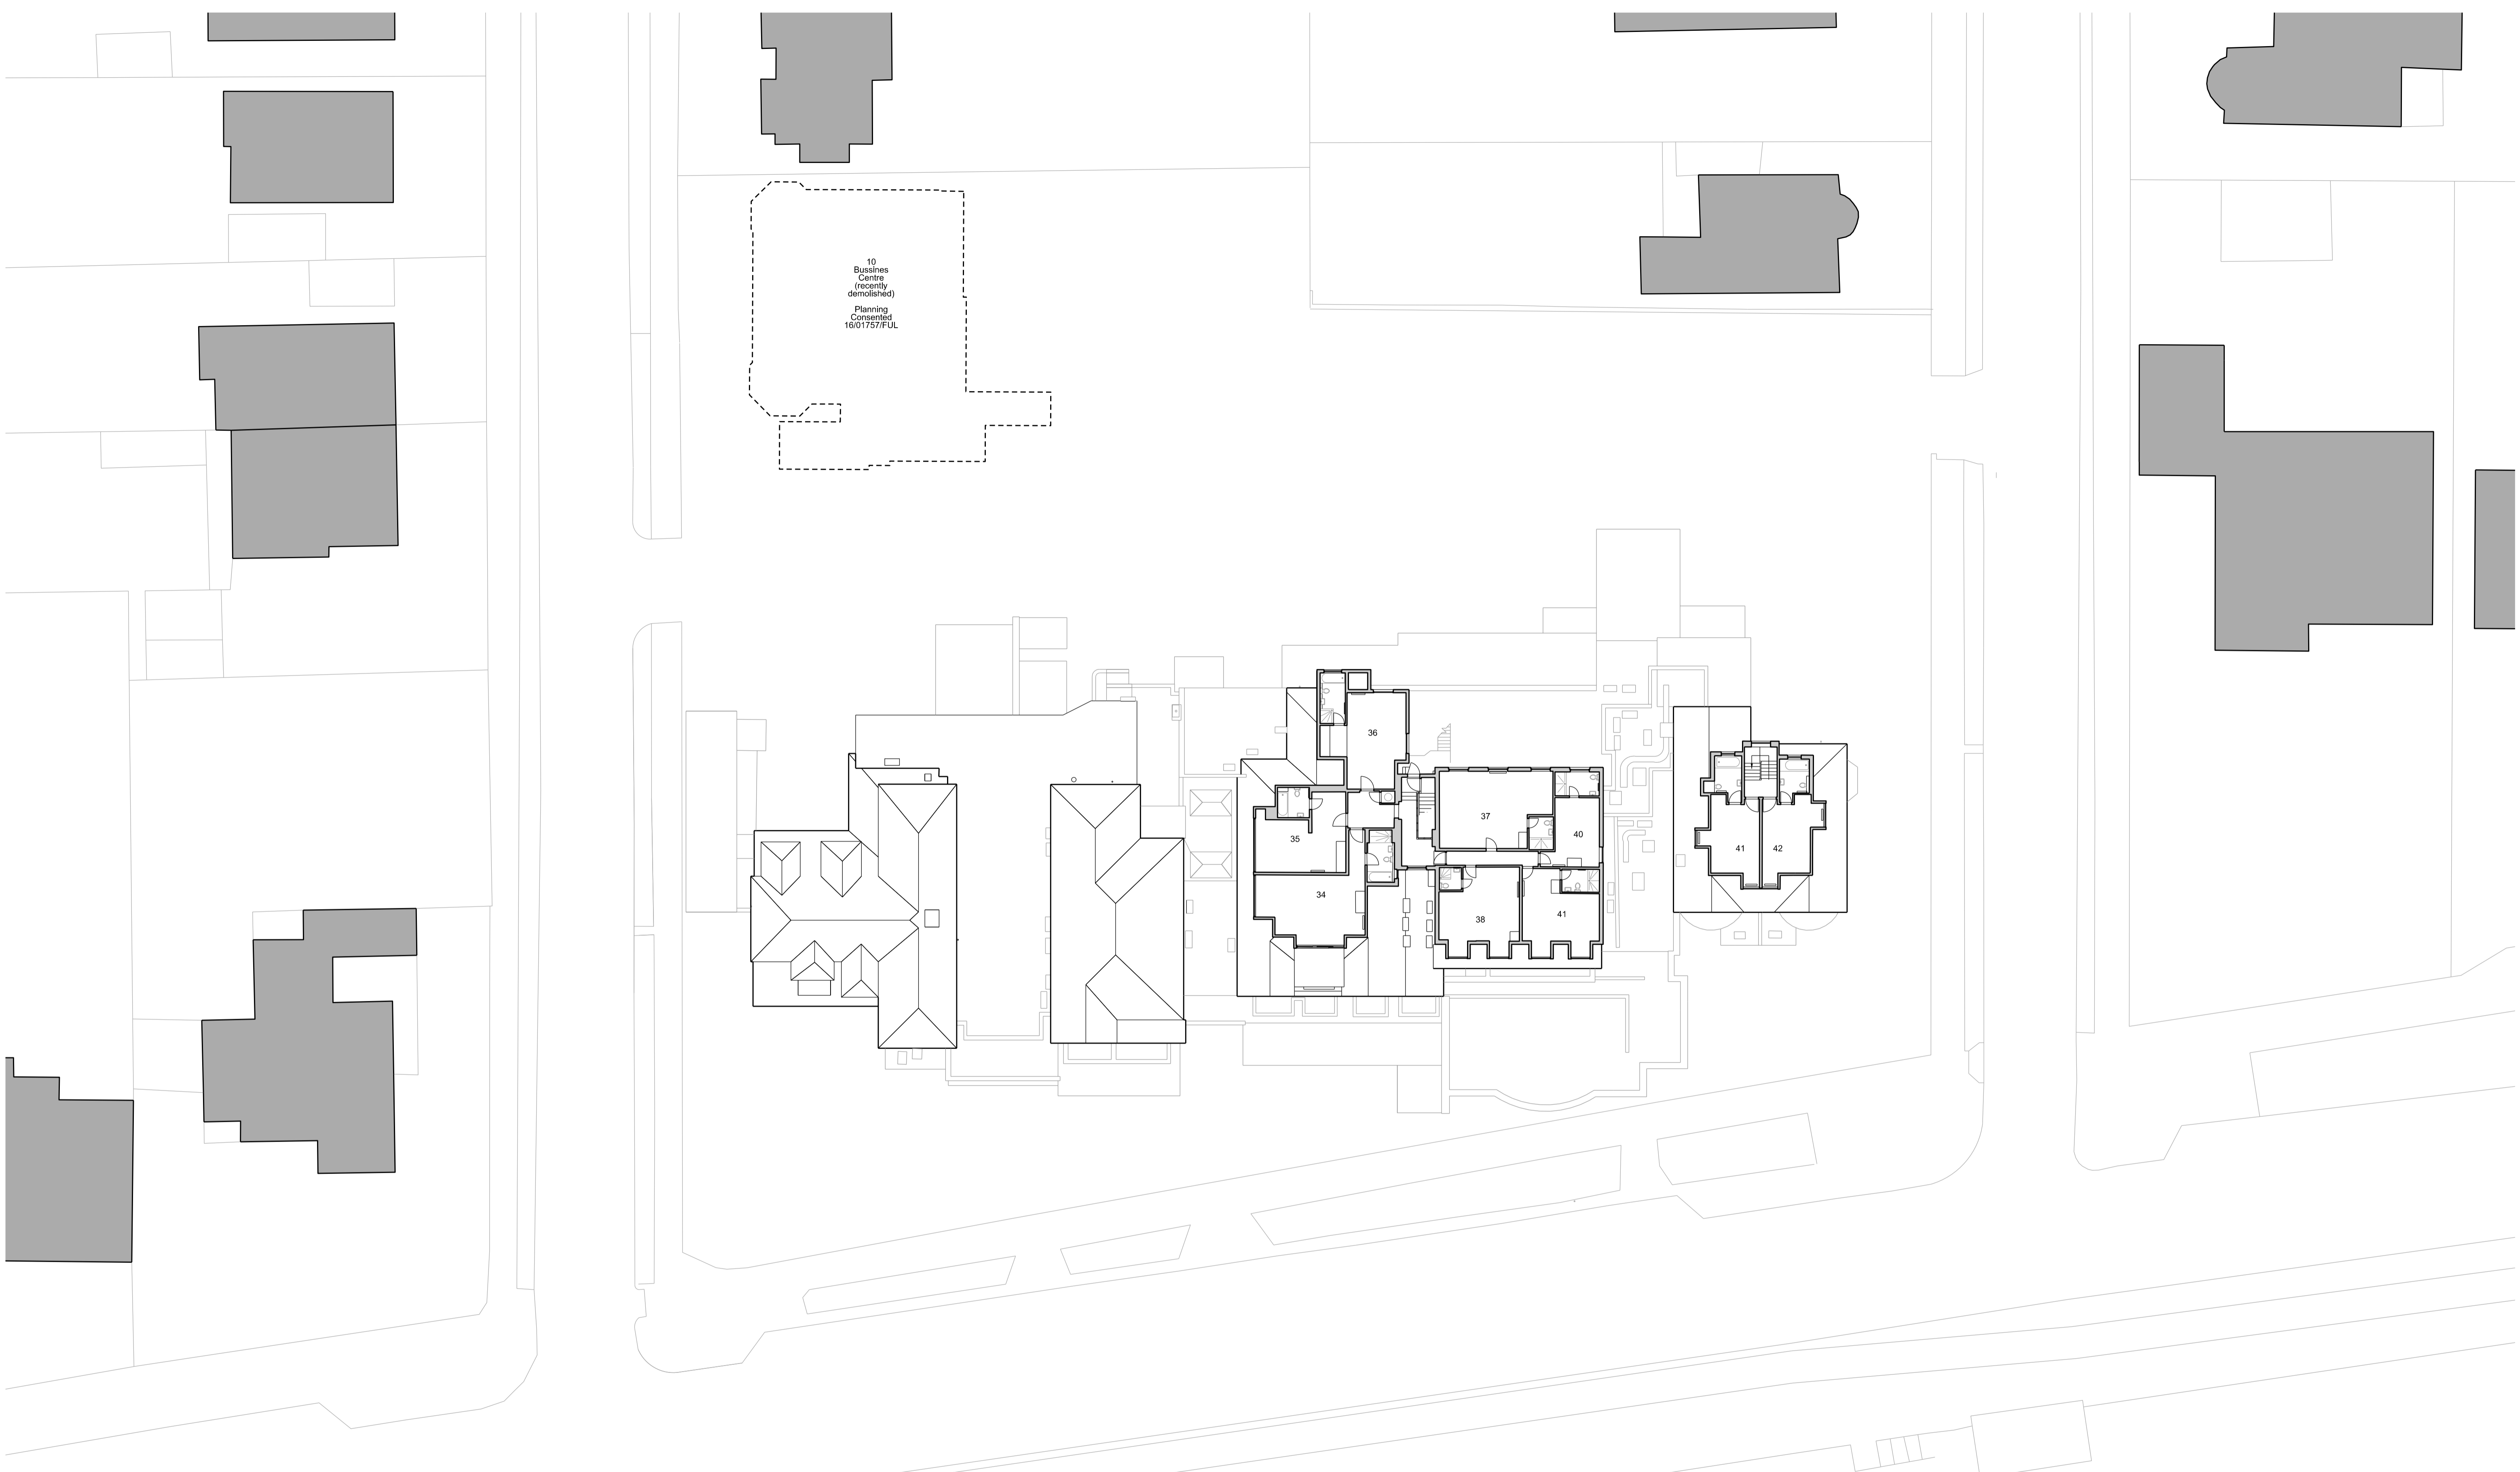 10
Bussines
Centre
(recently
demolished)
Planning
Consented
16/01757/FUL
36
37
40
35
34
38
41
41
42